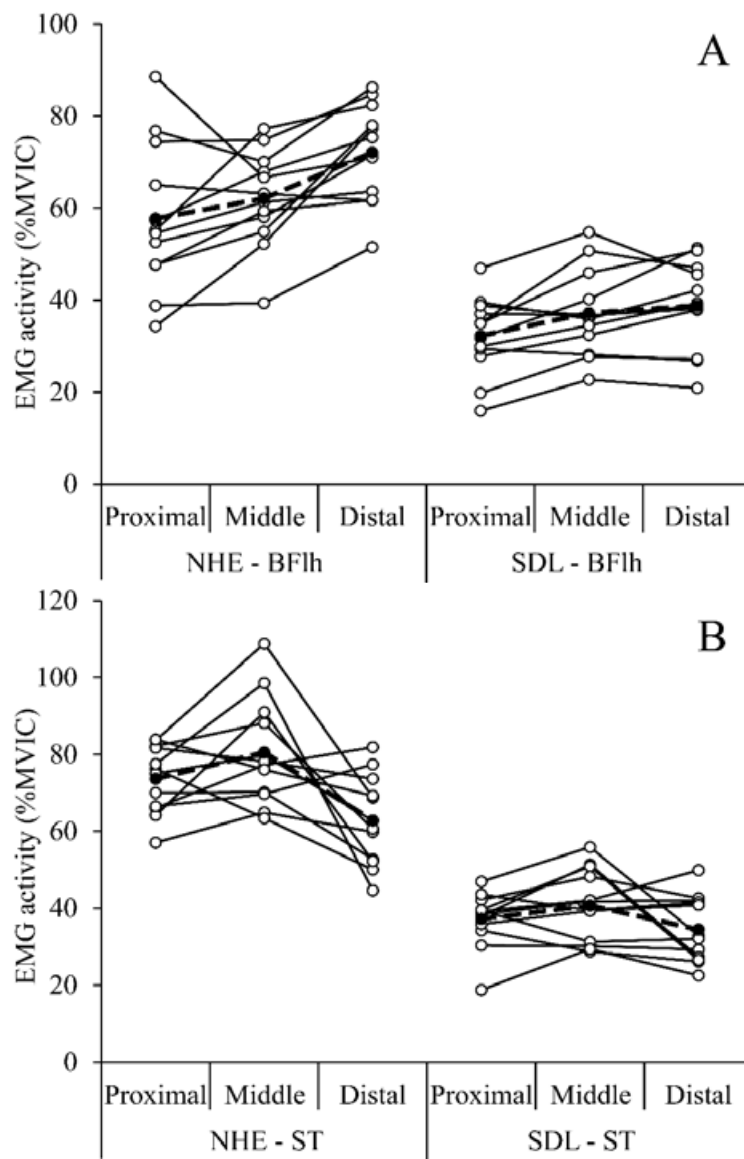 A
EMG activity (%MVIC)
100
80
60
40
20
0
Proximal Middle Distal Proximal Middle Distal
NHE - BFlh SDL - BFlh
B
EMG activity (%MVIC)
120
100
80
60
40
20
0
Proximal Middle Distal Proximal Middle Distal
NHE - ST SDL - ST